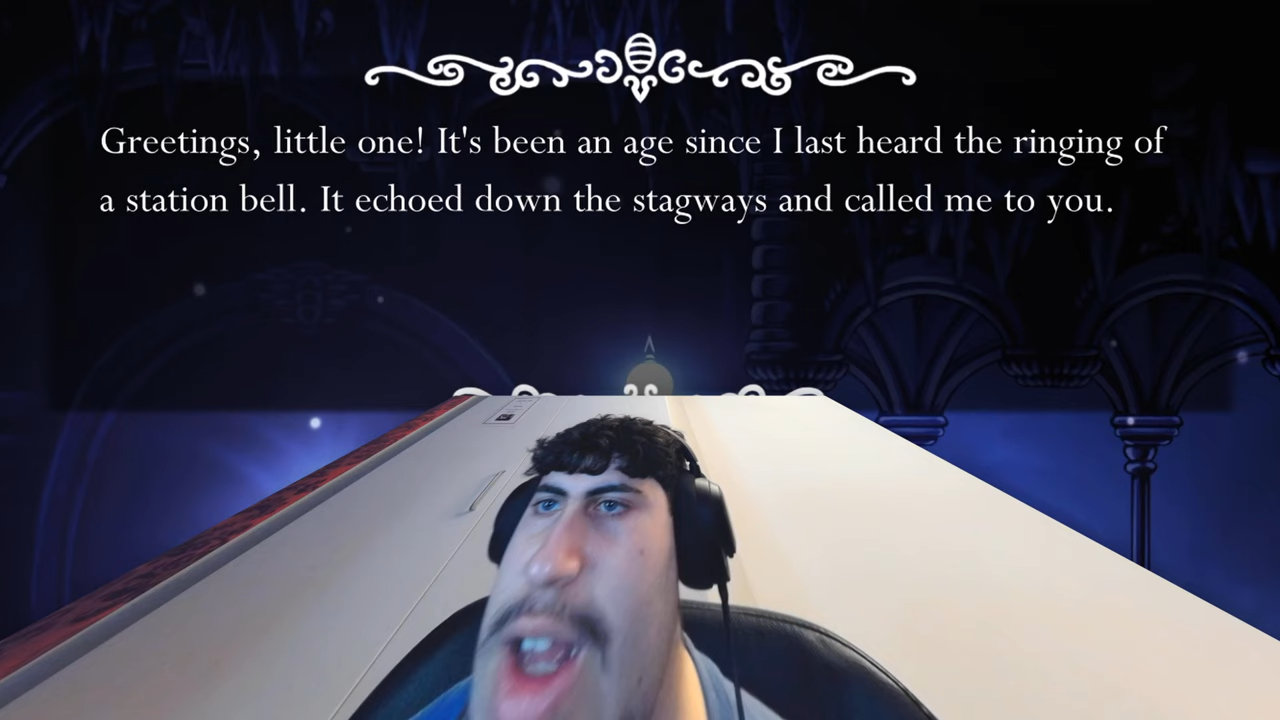 Greetings, little one! It's been an age since I last heard the ringing of
a station bell. It echoed down the stagways and called me to you.